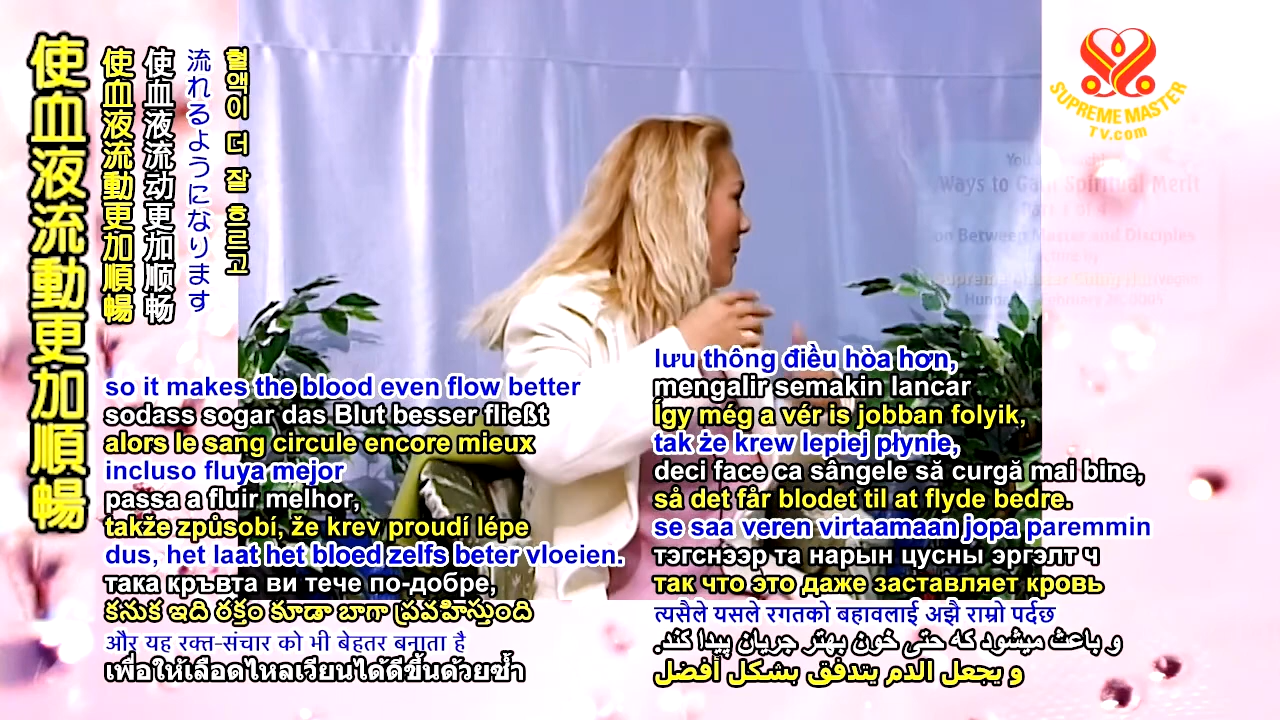 使血液流動更加順暢
使血液流動更加順暢
使血液流动更加顺畅
流れるようになります
혈액이 더 잘 흐르고
SUPREME MASTER
TV.com
Ways to Gain Spiritual Merit
Between Master and Disciples
so it makes the blood even flow better
sodass sogar das Blut besser fließt
alors le sang circule encore mieux
incluso fluya mejor
passa a fluir melhor,
takže způsobí, že krev proudí lépe
dus, het laat het bloed zelfs beter vloeien.
така кръвта ви тече по-добре,
కనుక ఇది రక్తం కూడా బాగా ప్రవహిస్తుంది
और यह रक्त-संचार को भी बेहतर बनाता है
เพื่อให้เลือดไหลเวียนได้ดีขึ้นด้วยซ้ำ
lưu thông điều hòa hơn,
mengalir semakin lancar
Így még a vér is jobban folyik,
tak że krew lepiej płynie,
deci face ca sângele să curgă mai bine,
så det får blodet til at flyde bedre.
se saa veren virtaamaan jopa paremmin
тэгснээр та нарын цусны эргэлт ч
так что это даже заставляет кровь
त्यसैले यसले रगतको बहावलाई अझै राम्रो पर्दछ
و باعث میشود که حتی خون بهتر جریان پیدا کند.
و يجعل الدم يتدفق بشكل أفضل